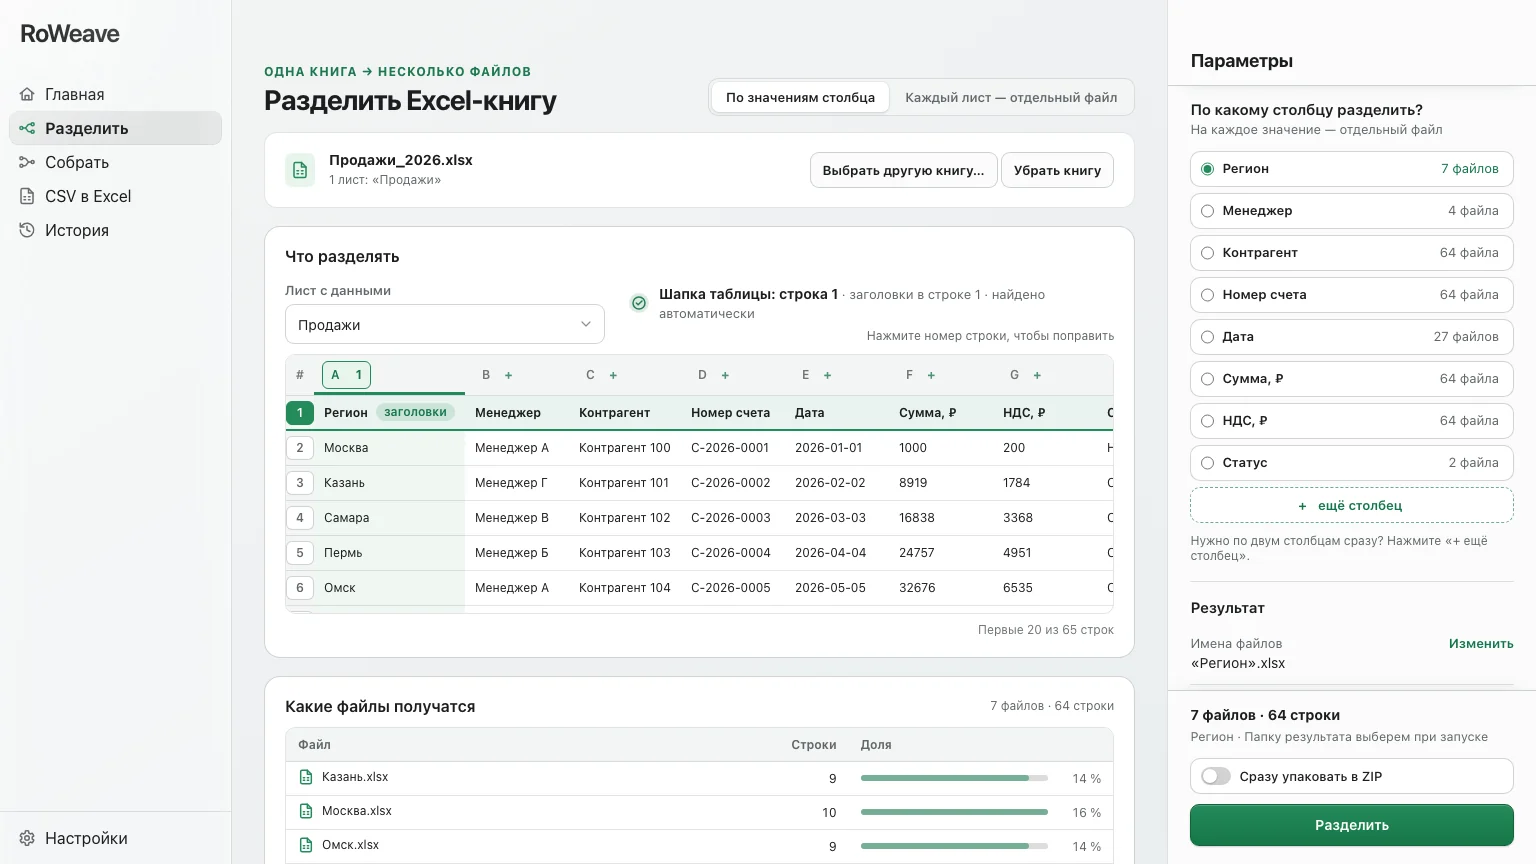 RoWeave
Главная
Разделить
Собрать
CSV в Excel
История
Настройки
ОДНА КНИГА → НЕСКОЛЬКО ФАЙЛОВ
Разделить Excel-книгу
По значениям столбца
Каждый лист — отдельный файл
Продажи_2026.xlsx
1 лист: «Продажи»
Выбрать другую книгу...
Убрать книгу
Что разделять
Лист с данными
Продажи
Шапка таблицы: строка 1 · заголовки в строке 1 · найдено
автоматически
Нажмите номер строки, чтобы поправить
# A 1 B + C + D + E + F + G +
1 Регион заголовки Менеджер Контрагент Номер счета Дата Сумма, ₽ НДС, ₽
2 Москва Менеджер А Контрагент 100 С-2026-0001 2026-01-01 1000 200
3 Казань Менеджер Г Контрагент 101 С-2026-0002 2026-02-02 8919 1784
4 Самара Менеджер В Контрагент 102 С-2026-0003 2026-03-03 16838 3368
5 Пермь Менеджер Б Контрагент 103 С-2026-0004 2026-04-04 24757 4951
6 Омск Менеджер А Контрагент 104 С-2026-0005 2026-05-05 32676 6535
Первые 20 из 65 строк
Какие файлы получатся
7 файлов · 64 строки
Файл Строки Доля
Казань.xlsx 9 14 %
Москва.xlsx 10 16 %
Омск.xlsx 9 14 %
Параметры
По какому столбцу разделить?
На каждое значение — отдельный файл
Регион 7 файлов
Менеджер 4 файла
Контрагент 64 файла
Номер счета 64 файла
Дата 27 файлов
Сумма, ₽ 64 файла
НДС, ₽ 64 файла
Статус 2 файла
+ ещё столбец
Нужно по двум столбцам сразу? Нажмите «+ ещё
столбец».
Результат
Имена файлов Изменить
«Регион».xlsx
7 файлов · 64 строки
Регион · Папку результата выберем при запуске
Сразу упаковать в ZIP
Разделить